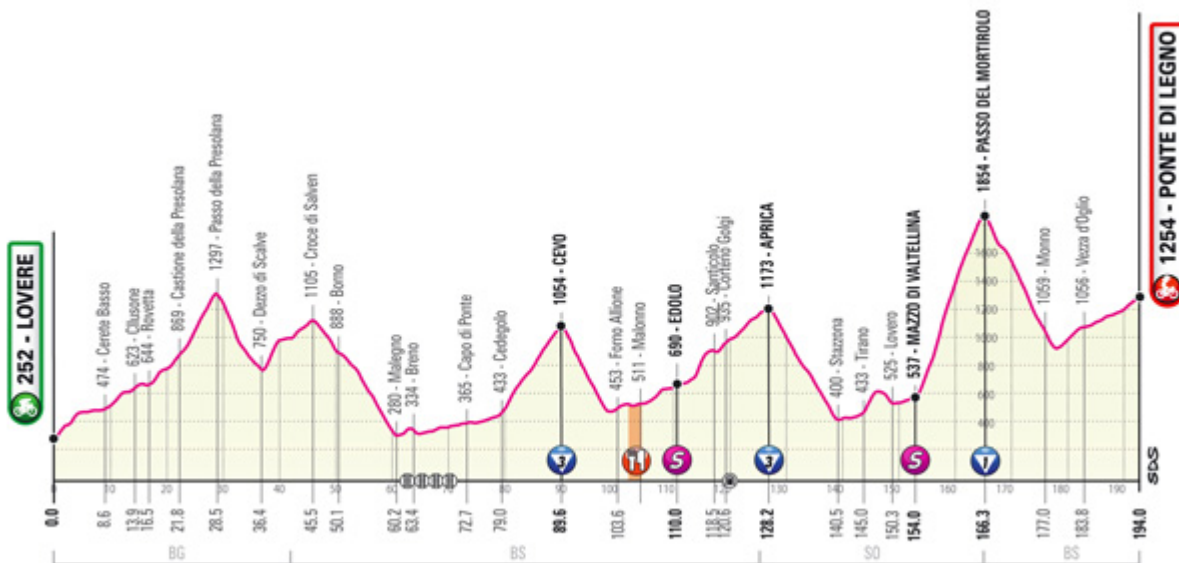 252 - LOVERE
474 - Cerete Basso
623 - Clusone
644 - Rovetta
869 - Castione della Presolana
1297 - Passo della Presolana
750 - Dezzo di Scalve
1105 - Croce di Salven
888 - Borno
280 - Malegno
334 - Breno
365 - Capo di Ponte
433 - Cedegolo
1054 - CEVO
453 - Forno Allione
511 - Malonno
690 - EDOLO
902 - Santicolo
935 - Corteno Golgi
1173 - APRICA
400 - Stazzona
433 - Tirano
525 - Lovero
537 - MAZZO DI VALTELLINA
1854 - PASSO DEL MORTIROLO
1059 - Monno
1056 - Vezza d'Oglio
1254 - PONTE DI LEGNO
1600
1400
1200
1000
800
600
400
3
S
3
S
1
SDS
10 20 30 40 50 60 70 80 90 100 110 120 130 140 150 160 170 180 190
0.0 8.6 13.9 16.5 21.8 28.5 36.4 45.5 50.1 60.2 63.4 72.7 79.0 89.6 103.6 110.0 118.5 120.6 128.2 140.5 145.0 150.3 154.0 166.3 177.0 183.8 194.0
BG BS SO BS